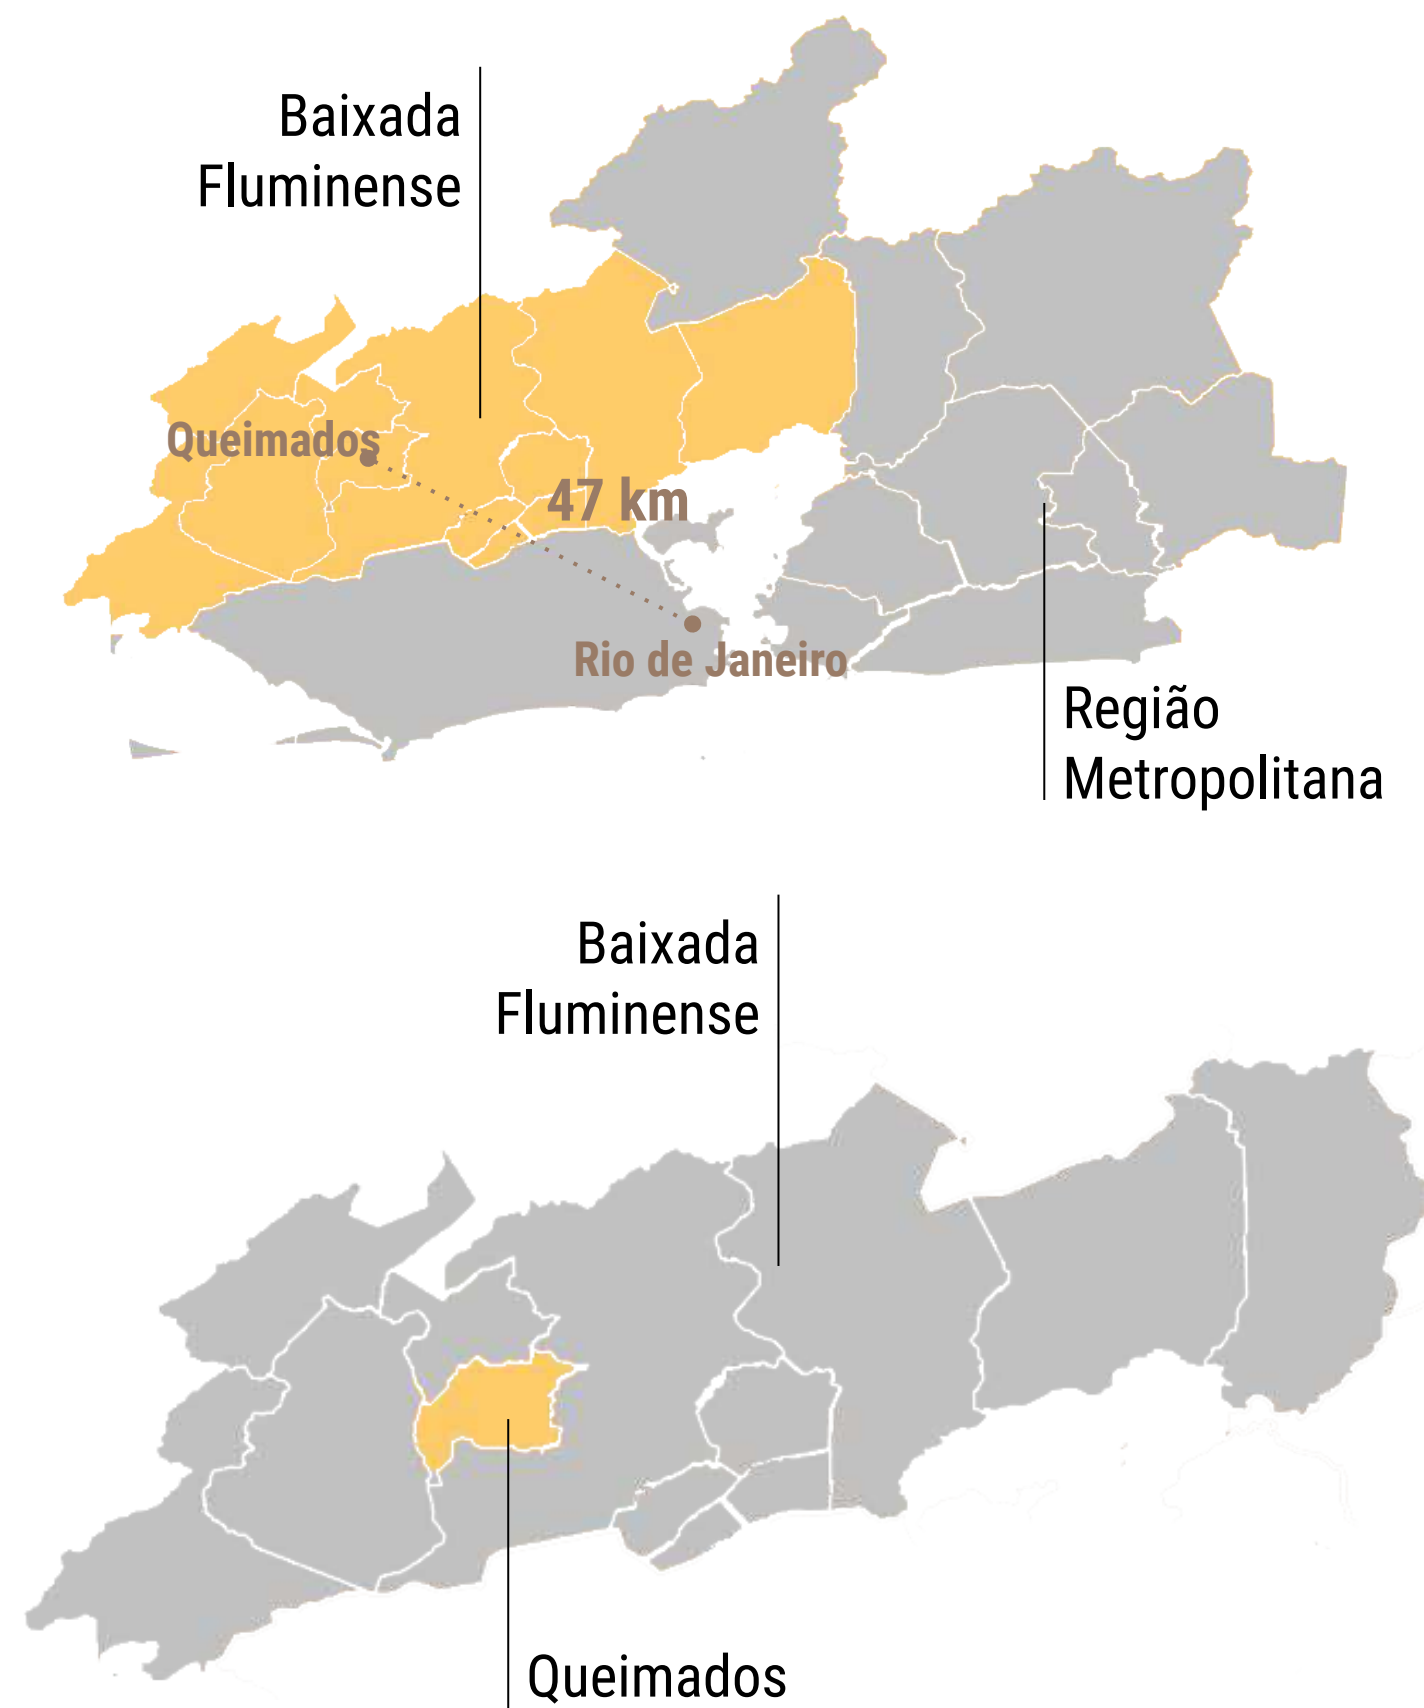 Baixada
Fluminense
Queimados
47 km
Rio de Janeiro
Região
Metropolitana
Baixada
Fluminense
Queimados